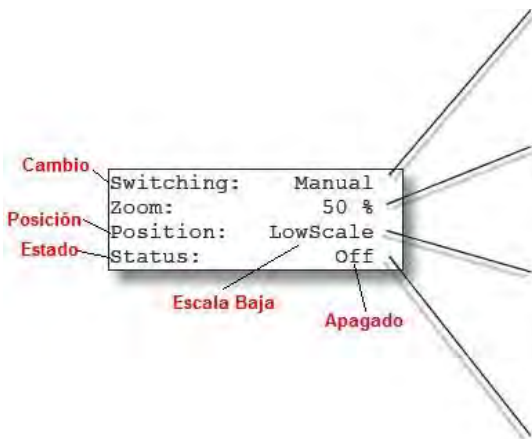 Cambio
Switching: Manual
Zoom: 50 %
Posición
Position: LowScale
Estado
Status: Off
Escala Baja
Apagado